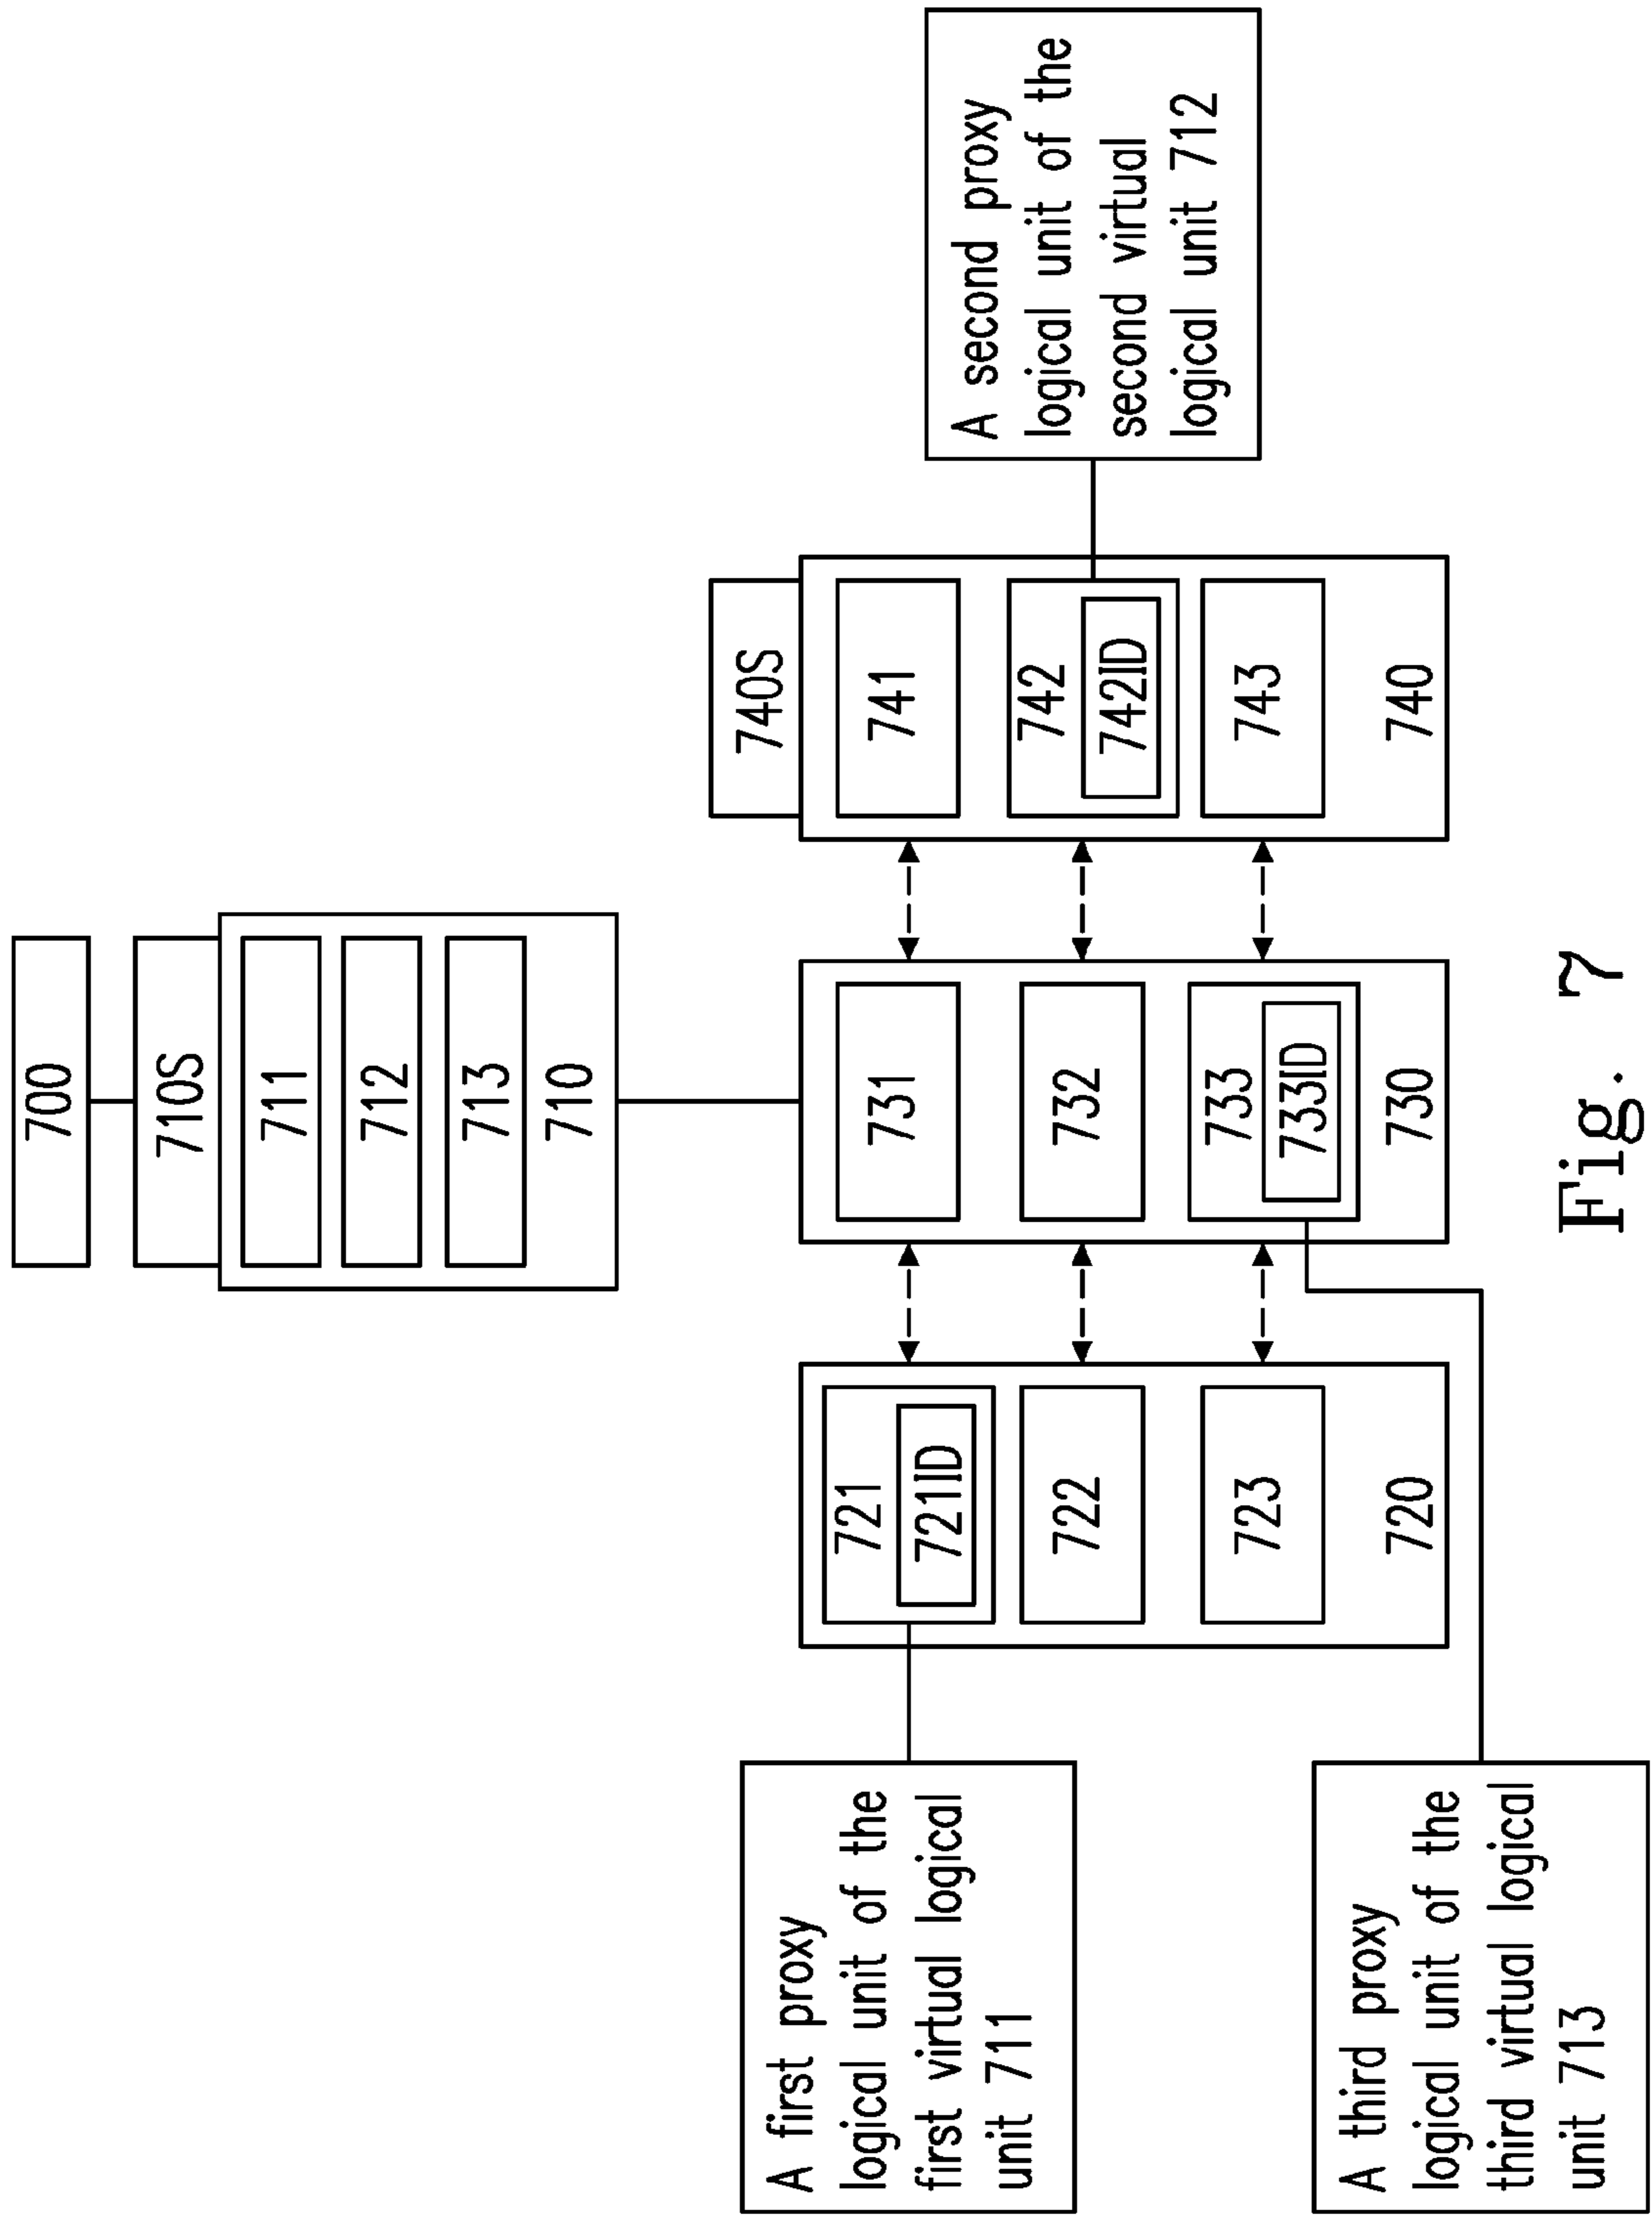 700
710S
711
712
713
710
A first proxy
logical unit of the
first virtual logical
unit 711
721
721ID
722
723
720
731
732
733
733ID
730
740S
741
742
742ID
743
740
A second proxy
logical unit of the
second virtual
logical unit 712
A third proxy
logical unit of the
third virtual logical
unit 713
Fig. 7